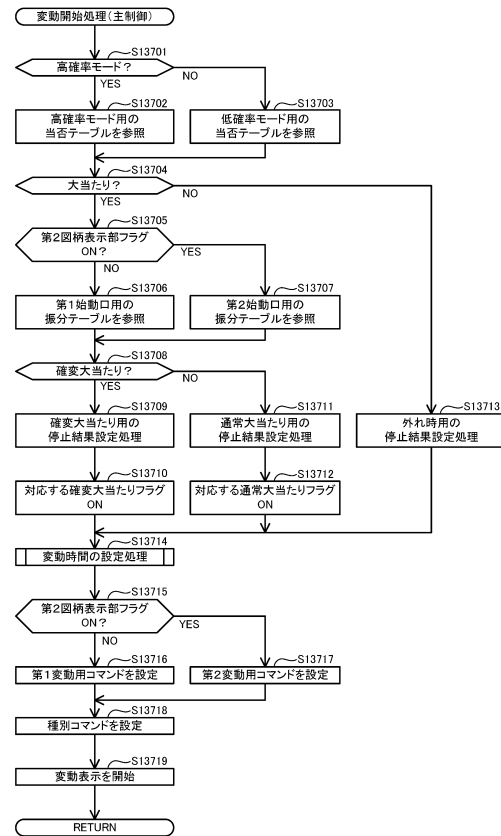 変動開始処理(主制御)
S13701
高確率モード?
NO
YES
S13702
高確率モード用の
当否テーブルを参照
S13703
低確率モード用の
当否テーブルを参照
S13704
大当たり?
NO
YES
S13705
第2図柄表示部フラグ
ON?
YES
NO
S13706
第1始動口用の
振分テーブルを参照
S13707
第2始動口用の
振分テーブルを参照
S13708
確変大当たり?
NO
YES
S13709
確変大当たり用の
停止結果設定処理
S13711
通常大当たり用の
停止結果設定処理
S13713
外れ時用の
停止結果設定処理
S13710
対応する確変大当たりフラグ
ON
S13712
対応する通常大当たりフラグ
ON
S13714
変動時間の設定処理
S13715
第2図柄表示部フラグ
ON?
YES
NO
S13716
第1変動用コマンドを設定
S13717
第2変動用コマンドを設定
S13718
種別コマンドを設定
S13719
変動表示を開始
RETURN